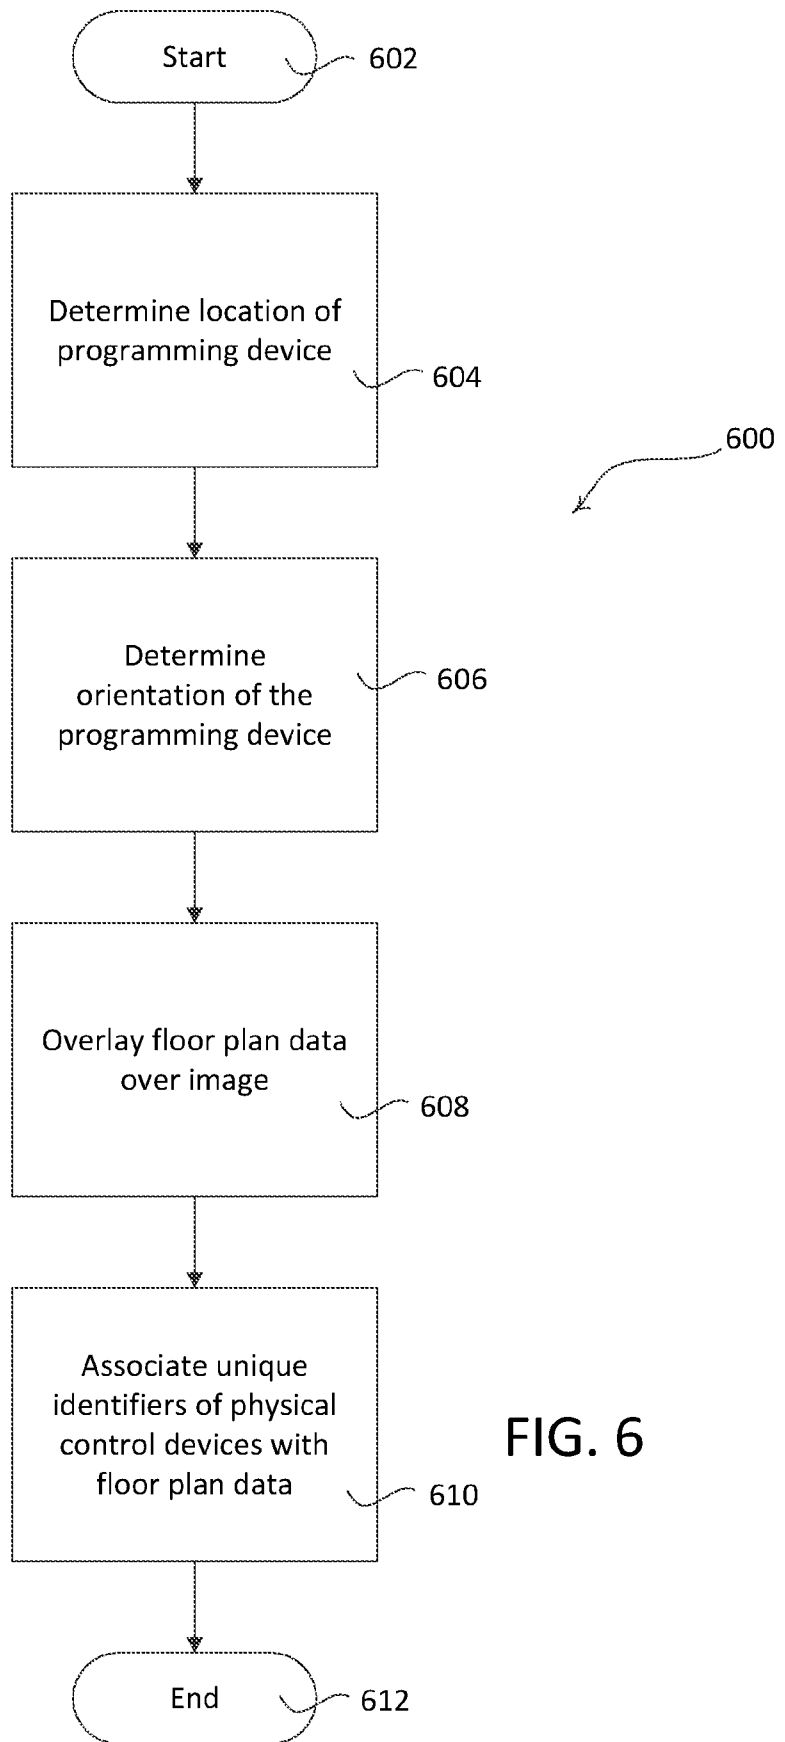 Start
602
Determine location of
programming device
604
600
Determine
orientation of the
programming device
606
Overlay floor plan data
over image
608
Associate unique
identifiers of physical
control devices with
floor plan data
610
FIG. 6
End
612